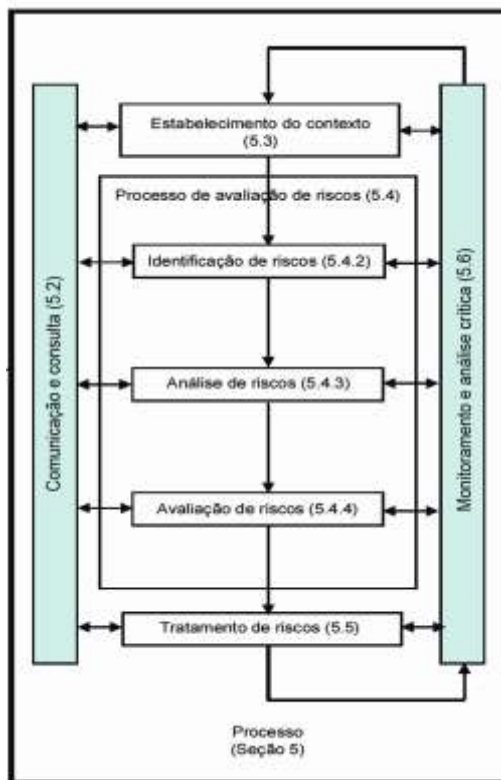 Estabelecimento do contexto
(5.3)
Processo de avaliação de riscos (5.4)
Identificação de riscos (5.4.2)
Análise de riscos (5.4.3)
Avaliação de riscos (5.4.4)
Tratamento de riscos (5.5)
Comunicação e consulta (5.2)
Monitoramento e análise crítica (5.6)
Processo
(Seção 5)